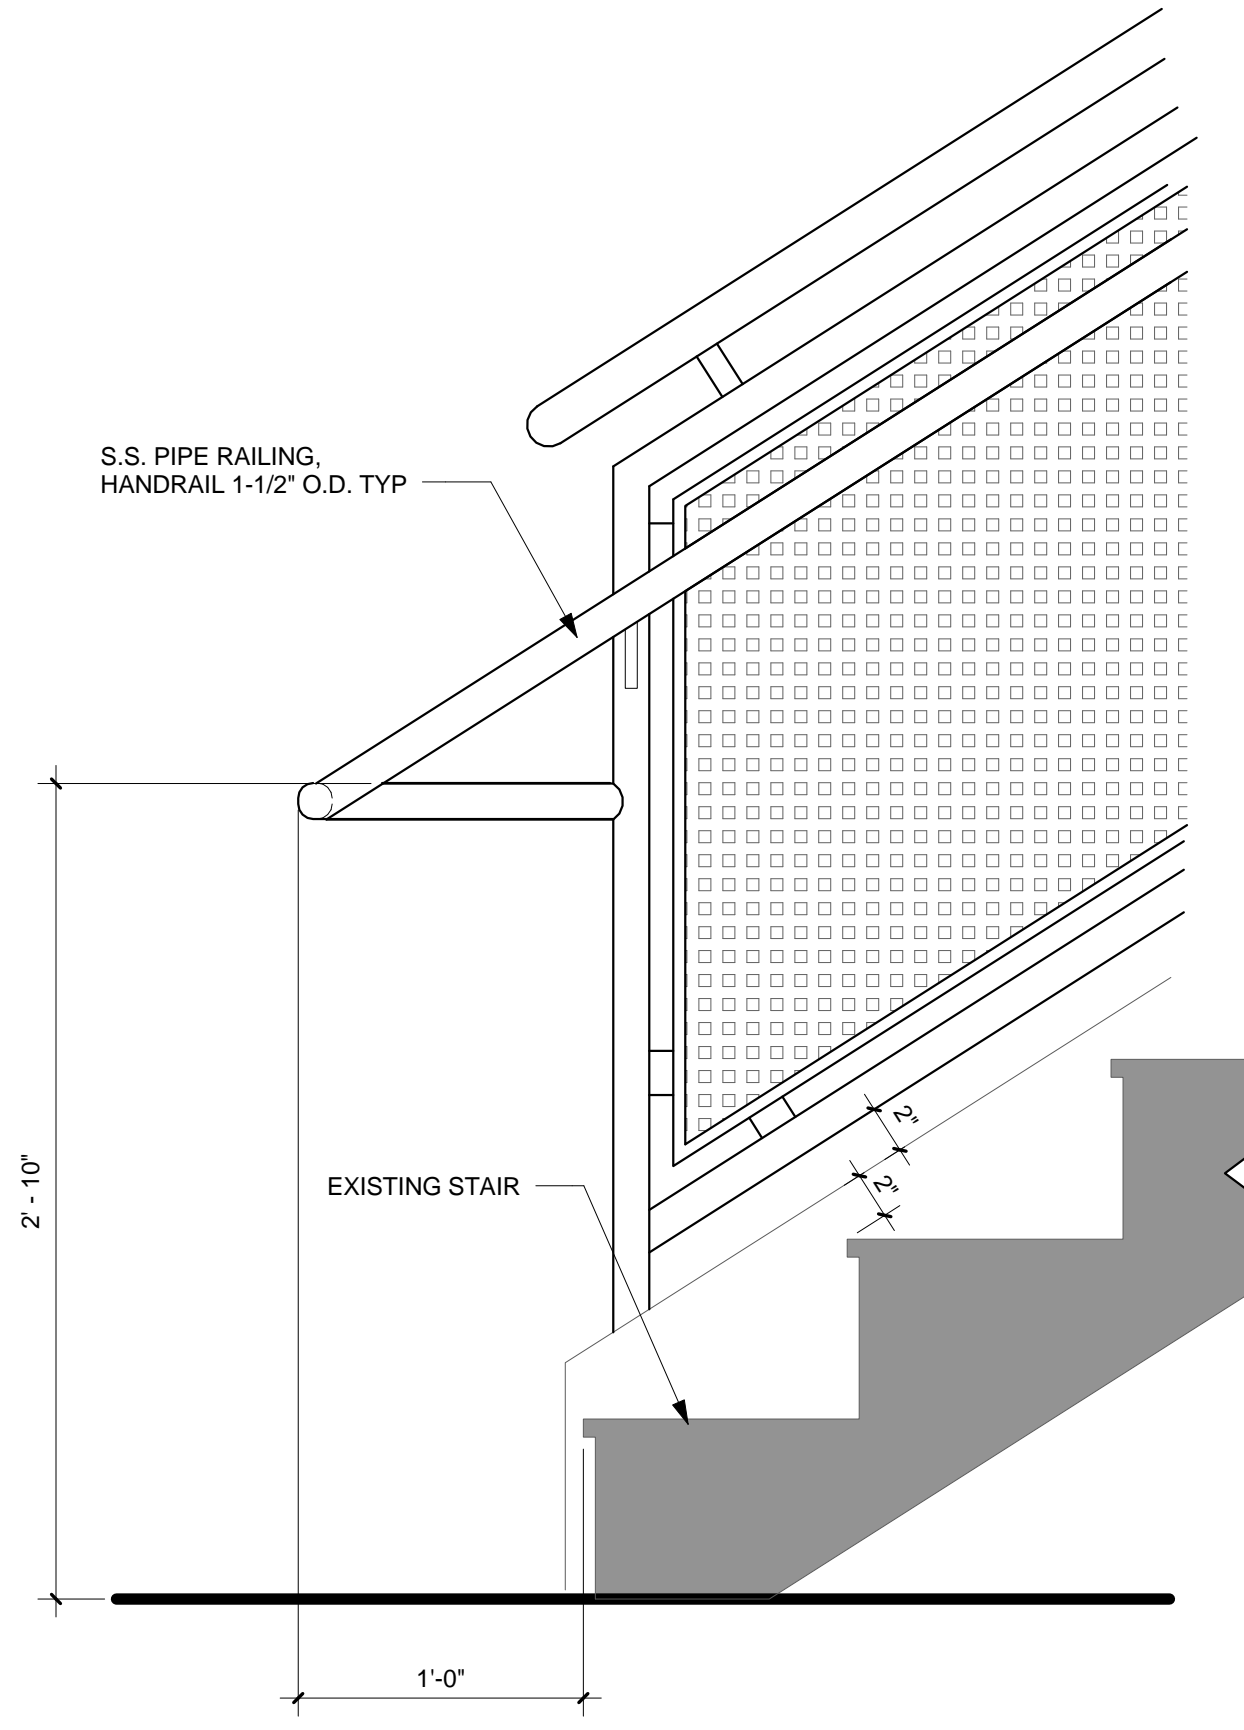 S.S. PIPE RAILING,
HANDRAIL 1-1/2" O.D. TYP
2' - 10"
2"
2"
EXISTING STAIR
1'-0"